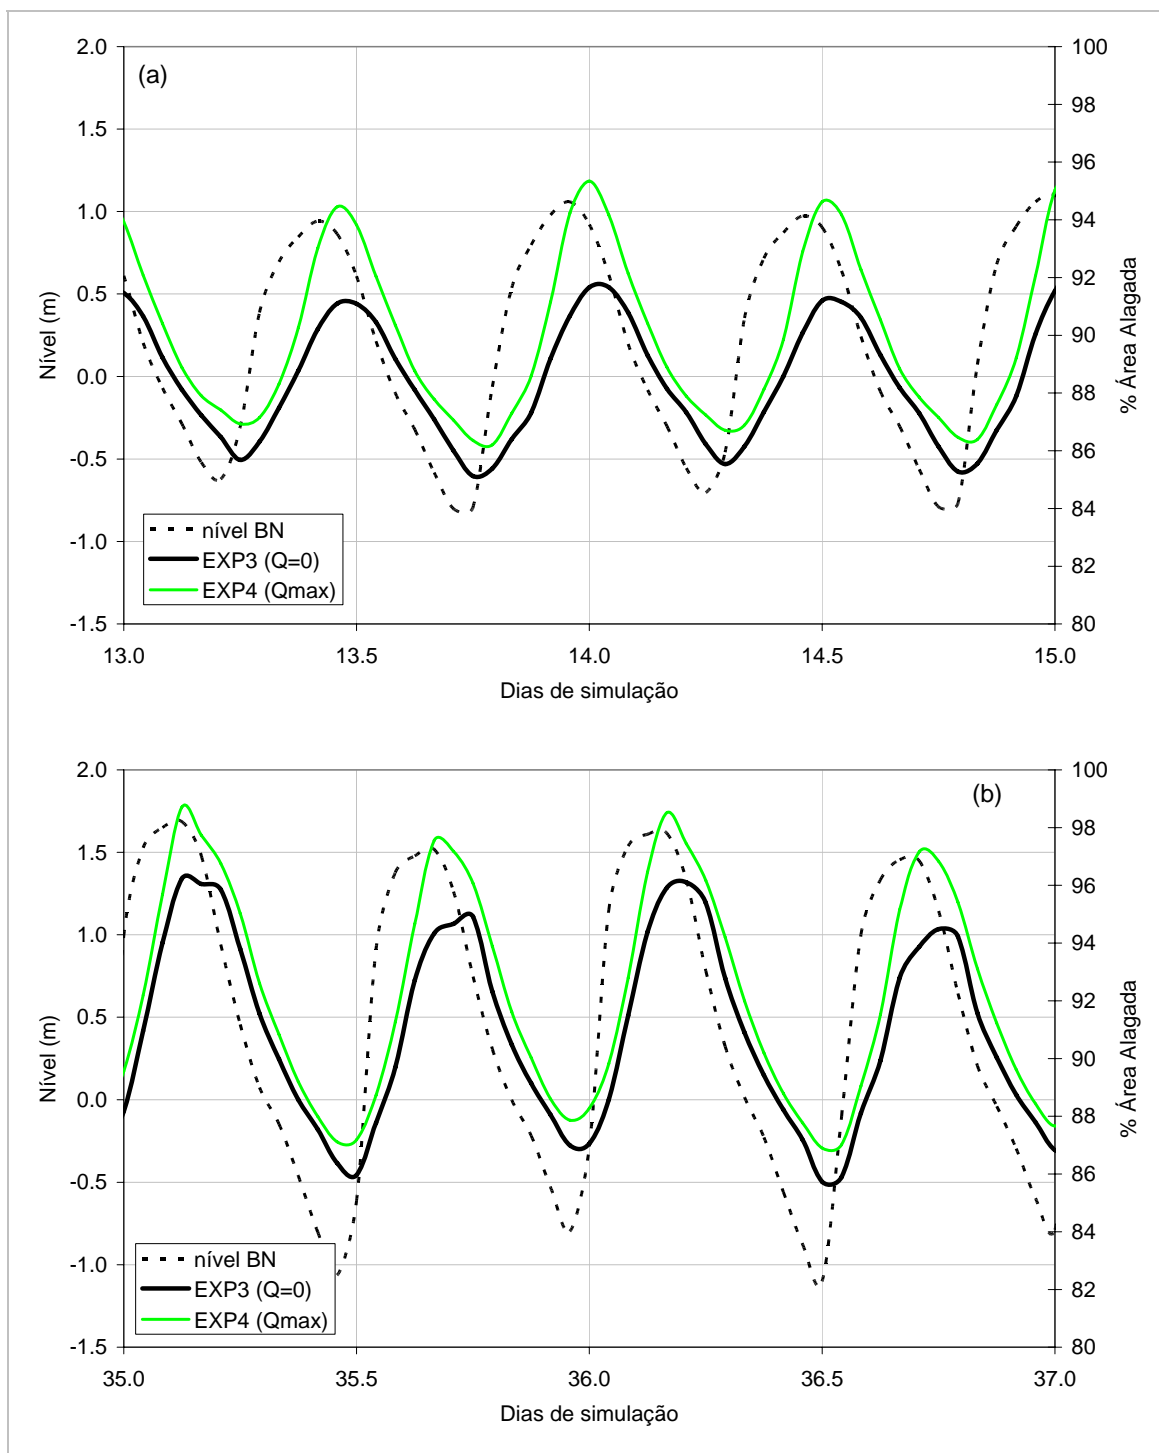 (a)
2.0
1.5
1.0
0.5
0.0
-0.5
-1.0
-1.5
Nível (m)
100
98
96
94
92
90
88
86
84
82
80
% Área Alagada
nível BN
EXP3 (Q=0)
EXP4 (Qmax)
13.0 13.5 14.0 14.5 15.0
Dias de simulação
(b)
2.0
1.5
1.0
0.5
0.0
-0.5
-1.0
-1.5
Nível (m)
100
98
96
94
92
90
88
86
84
82
80
% Área Alagada
nível BN
EXP3 (Q=0)
EXP4 (Qmax)
35.0 35.5 36.0 36.5 37.0
Dias de simulação